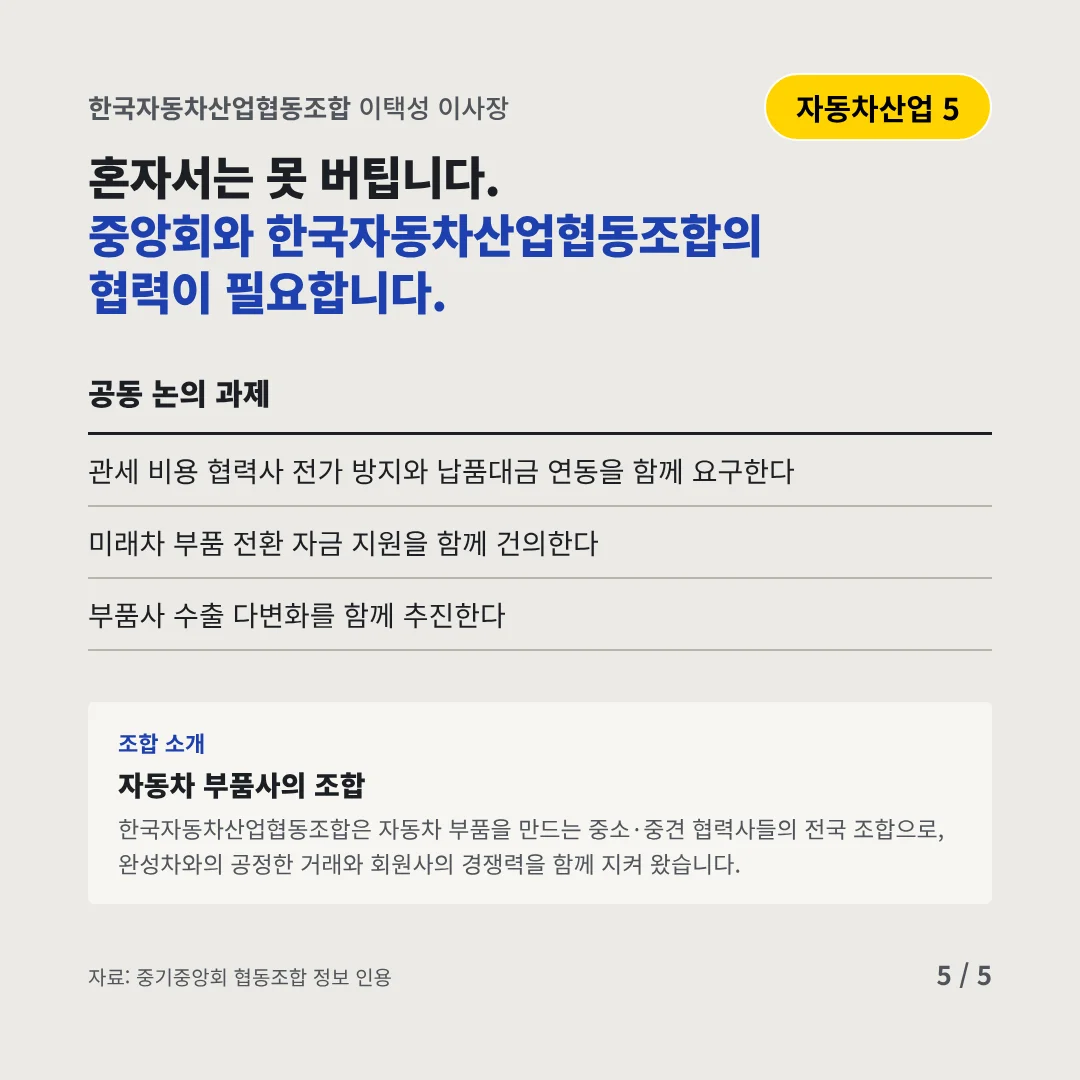 한국자동차산업협동조합 이택성 이사장
자동차산업 5
혼자서는 못 버팁니다.
중앙회와 한국자동차산업협동조합의
협력이 필요합니다.
공동 논의 과제
관세 비용 협력사 전가 방지와 납품대금 연동을 함께 요구한다
미래차 부품 전환 자금 지원을 함께 건의한다
부품사 수출 다변화를 함께 추진한다
조합 소개
자동차 부품사의 조합
한국자동차산업협동조합은 자동차 부품을 만드는 중소·중견 협력사들의 전국 조합으로,
완성차와의 공정한 거래와 회원사의 경쟁력을 함께 지켜 왔습니다.
자료: 중기중앙회 협동조합 정보 인용
5 / 5